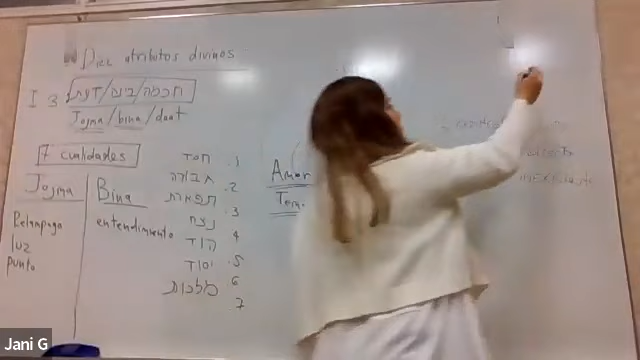 Diez atributos divinos
I 3 חכמה/בינה/דעת
Jojma/bina/daat
7 cualidades
Jojma
Relampago
luz
punto
Bina
entendimiento
חסד .1
גבורה .2
תפארת .3
נצח 4
הוד .5
יסוד 6
מלכות 7
Amor
Jani G